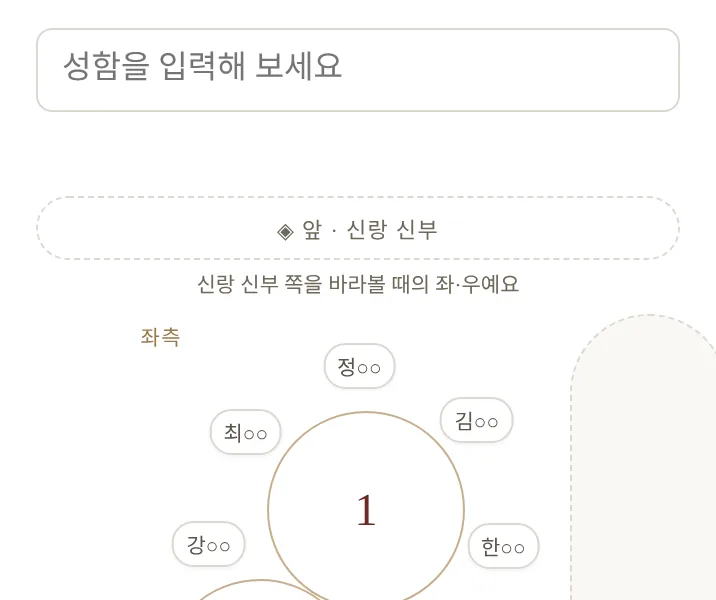 성함을 입력해 보세요
◈ 앞 · 신랑 신부
신랑 신부 쪽을 바라볼 때의 좌·우예요
좌측
정○○
김○○
최○○
1
강○○
한○○